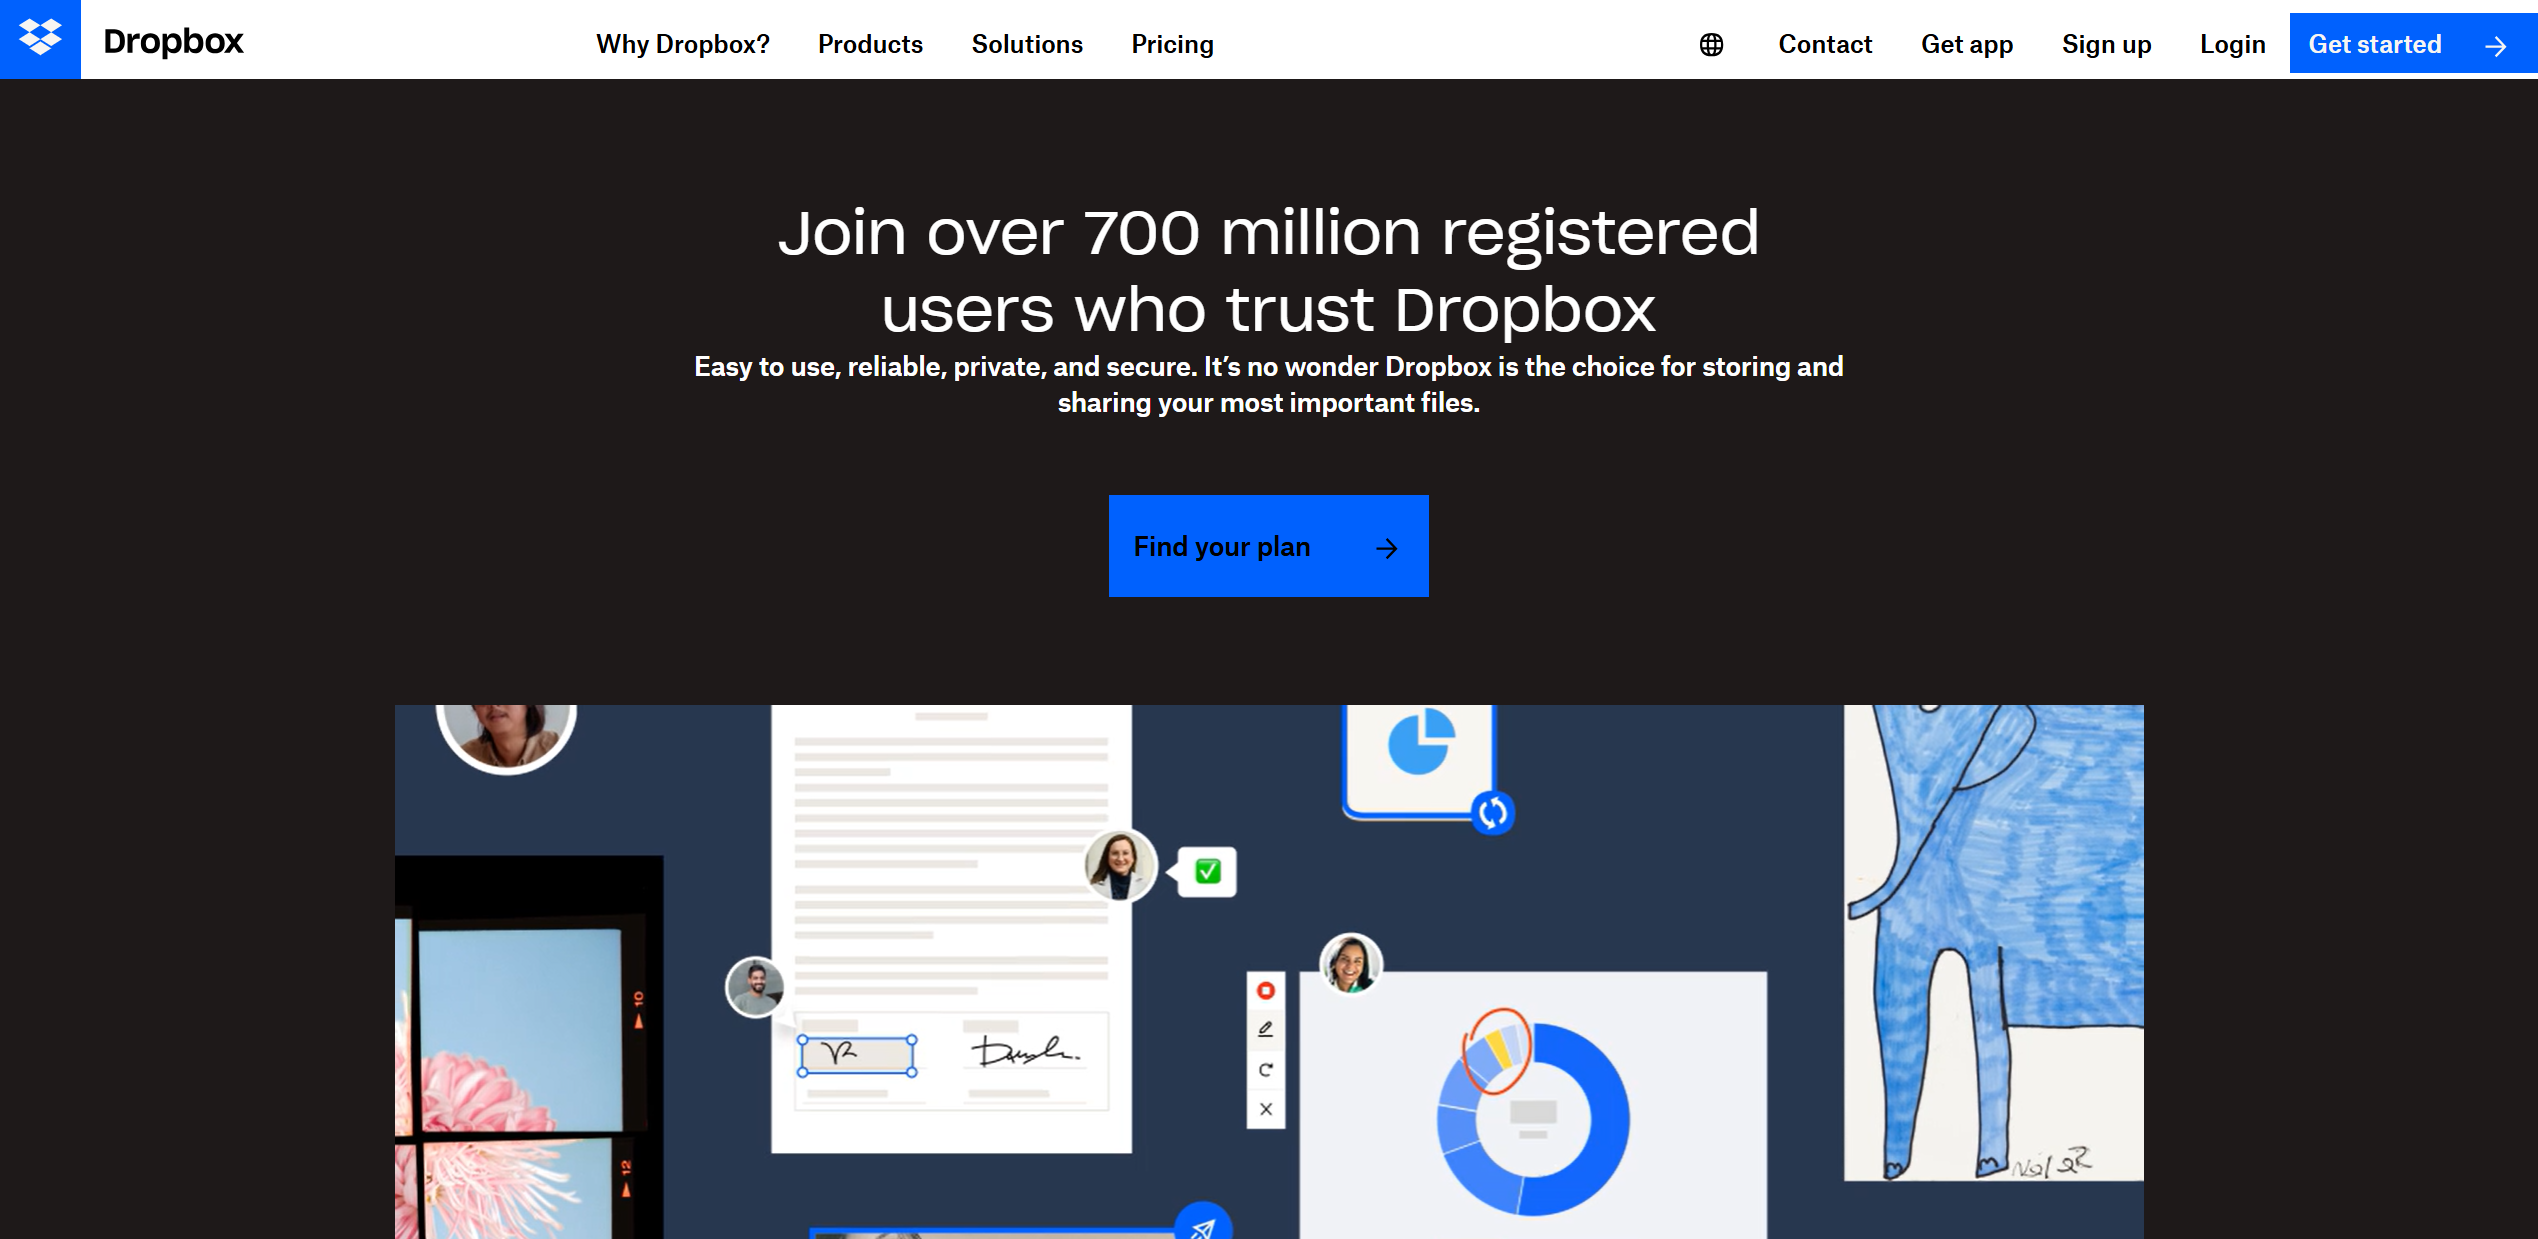 Dropbox
Why Dropbox? Products Solutions Pricing
Contact Get app Sign up Login Get started
Join over 700 million registered
users who trust Dropbox
Easy to use, reliable, private, and secure. It’s no wonder Dropbox is the choice for storing and
sharing your most important files.
Find your plan
10
12